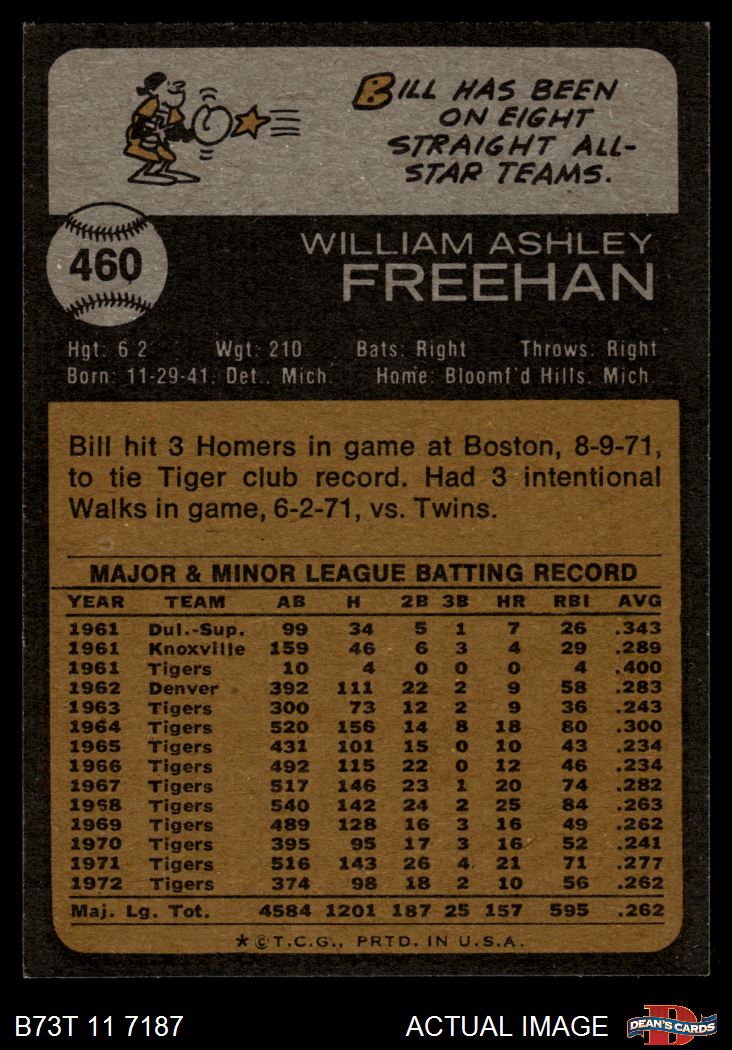 BILL HAS BEEN
ON EIGHT
STRAIGHT ALL-
STAR TEAMS.
460
WILLIAM ASHLEY
FREEHAN
Hgt: 6 2 Wgt: 210 Bats: Right Throws: Right
Born: 11-29-41, Det., Mich. Home: Bloomf'd Hills, Mich.
Bill hit 3 Homers in game at Boston, 8-9-71,
to tie Tiger club record. Had 3 intentional
Walks in game, 6-2-71, vs. Twins.
MAJOR & MINOR LEAGUE BATTING RECORD
YEAR TEAM AB H 2B 3B HR RBI AVG
1961 Dul.-Sup. 99 34 5 1 7 26 .343
1961 Knoxville 159 46 6 3 4 29 .289
1961 Tigers 10 4 0 0 0 4 .400
1962 Denver 392 111 22 2 9 58 .283
1963 Tigers 300 73 12 2 9 36 .243
1964 Tigers 520 156 14 8 18 80 .300
1965 Tigers 431 101 15 0 10 43 .234
1966 Tigers 492 115 22 0 12 46 .234
1967 Tigers 517 146 23 1 20 74 .282
1968 Tigers 540 142 24 2 25 84 .263
1969 Tigers 489 128 16 3 16 49 .262
1970 Tigers 395 95 17 3 16 52 .241
1971 Tigers 516 143 26 4 21 71 .277
1972 Tigers 374 98 18 2 10 56 .262
Maj. Lg. Tot. 4584 1201 187 25 157 595 .262
*©T.C.G., PRTD. IN U.S.A.
B73T 11 7187 ACTUAL IMAGE DEAN'S CARDS